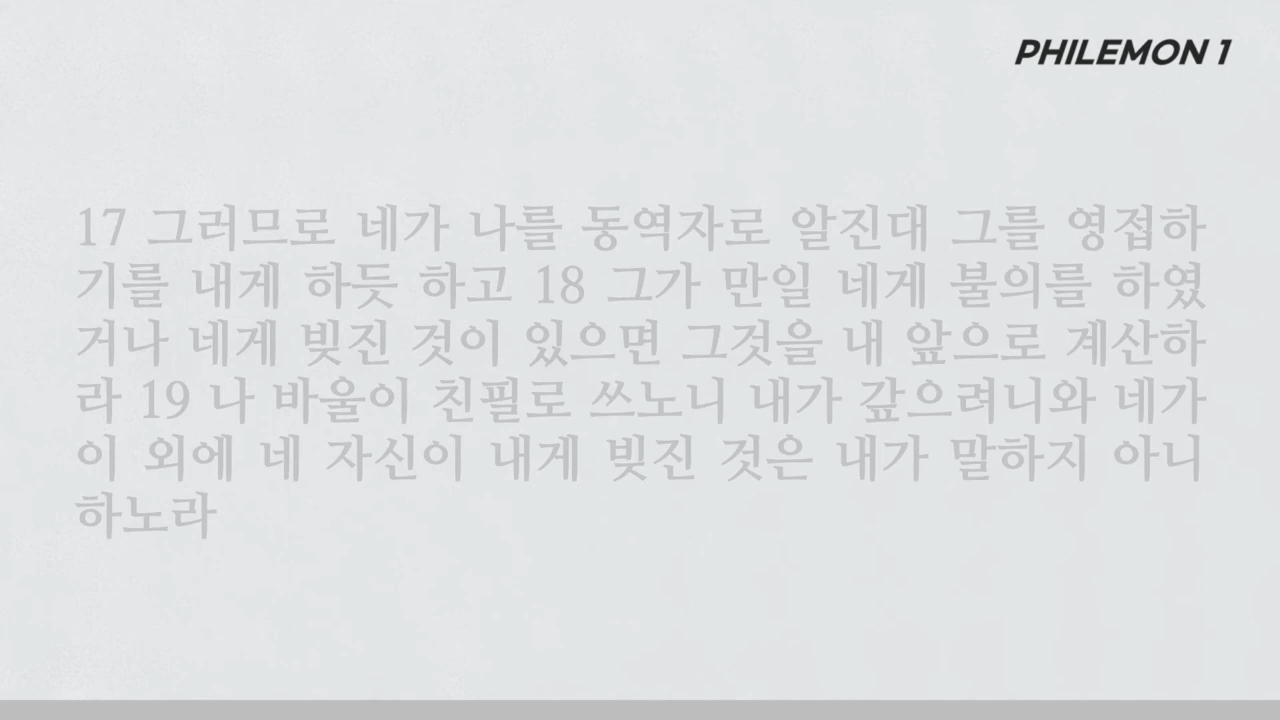 PHILEMON 1
17 그러므로 네가 나를 동역자로 알진대 그를 영접하
기를 내게 하듯 하고 18 그가 만일 네게 불의를 하였
거나 네게 빚진 것이 있으면 그것을 내 앞으로 계산하
라 19 나 바울이 친필로 쓰노니 내가 갚으려니와 네가
이 외에 네 자신이 내게 빚진 것은 내가 말하지 아니
하노라